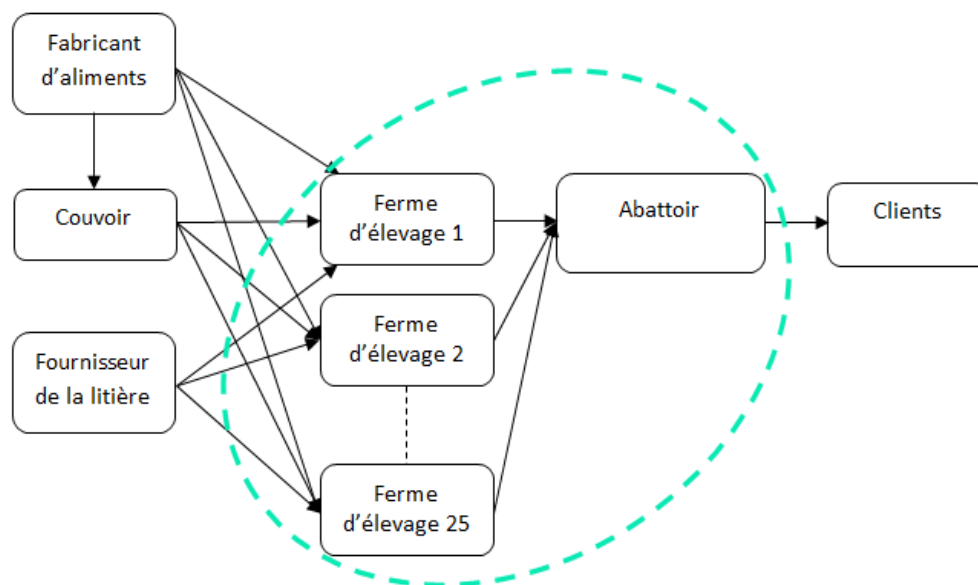 Fabricant
d'aliments
Couvoir
Fournisseur
de la litière
Ferme
d'élevage 1
Ferme
d'élevage 2
Ferme
d'élevage 25
Abattoir
Clients